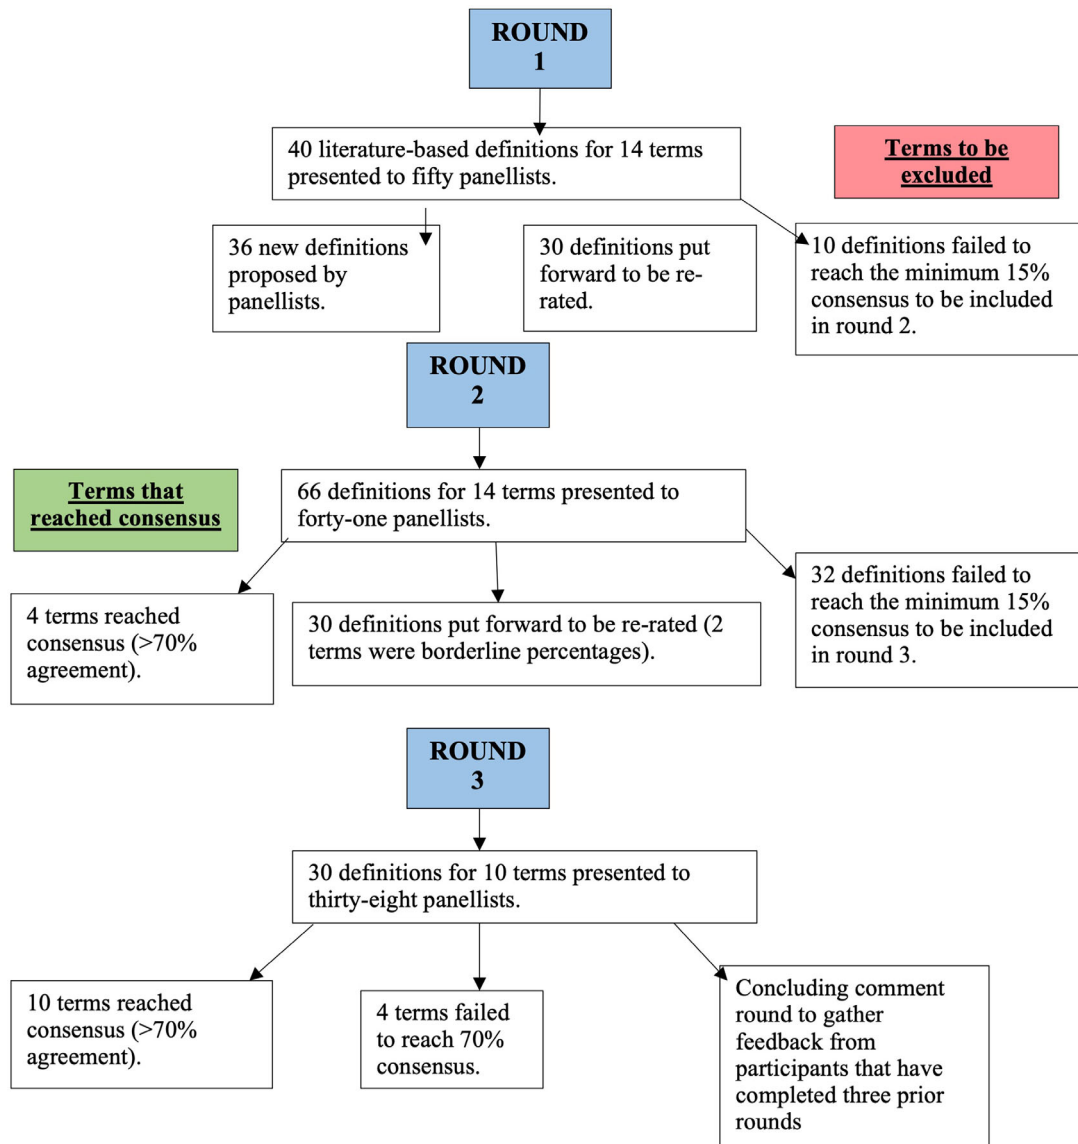 ROUND
1
40 literature-based definitions for 14 terms
presented to fifty panellists.
Terms to be
excluded
36 new definitions
proposed by
panellists.
30 definitions put
forward to be re-
rated.
10 definitions failed to
reach the minimum 15%
consensus to be included
in round 2.
ROUND
2
Terms that
reached consensus
66 definitions for 14 terms presented to
forty-one panellists.
4 terms reached
consensus (>70%
agreement).
30 definitions put forward to be re-rated (2
terms were borderline percentages).
32 definitions failed to
reach the minimum 15%
consensus to be included
in round 3.
ROUND
3
30 definitions for 10 terms presented to
thirty-eight panellists.
10 terms reached
consensus (>70%
agreement).
4 terms failed
to reach 70%
consensus.
Concluding comment
round to gather
feedback from
participants that have
completed three prior
rounds